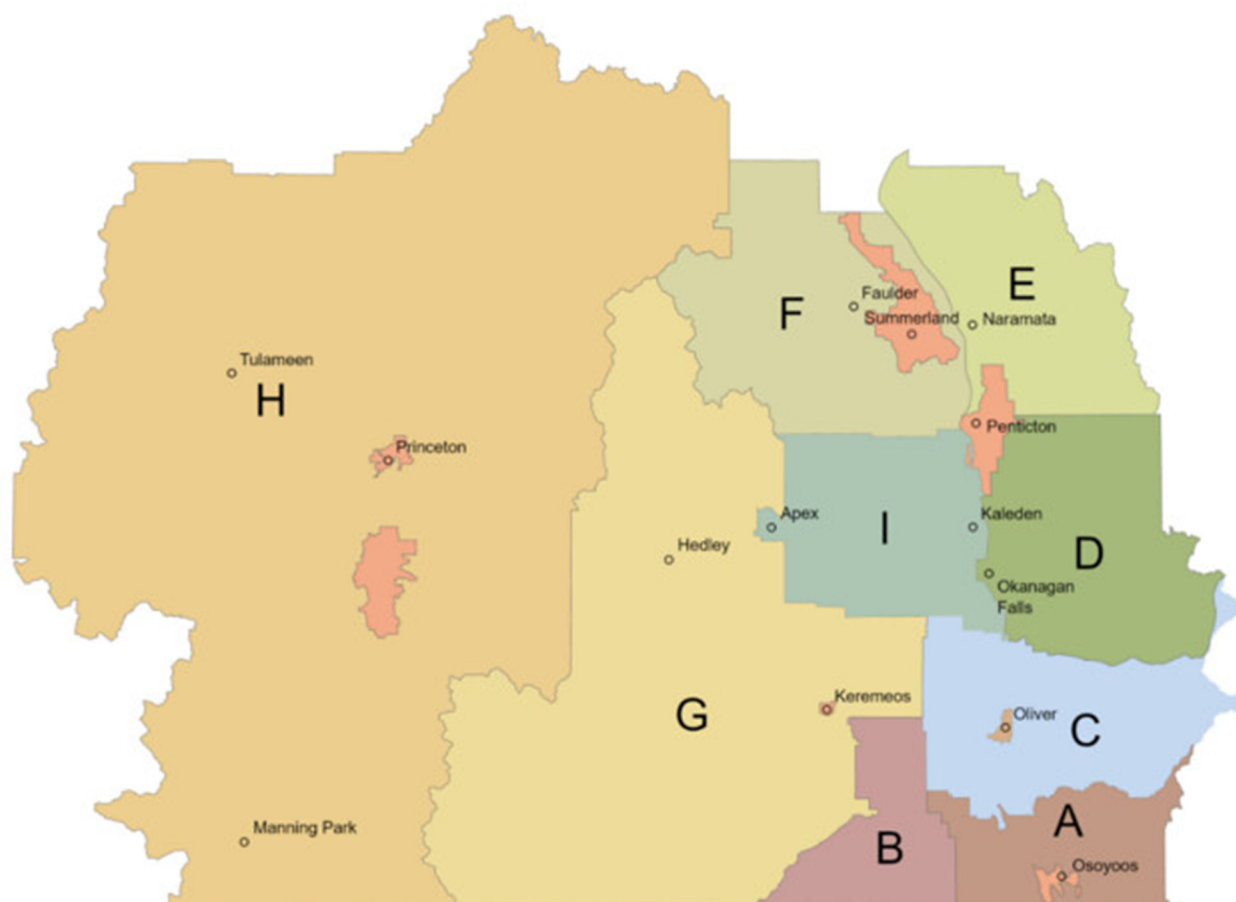 E
Faulder
F
Summerland
Naramata
Tulameen
H
Penticton
Princeton
Apex
Kaleden
I
Hedley
D
Okanagan
Falls
Keremeos
G
Oliver
C
A
Manning Park
B
Osoyoos